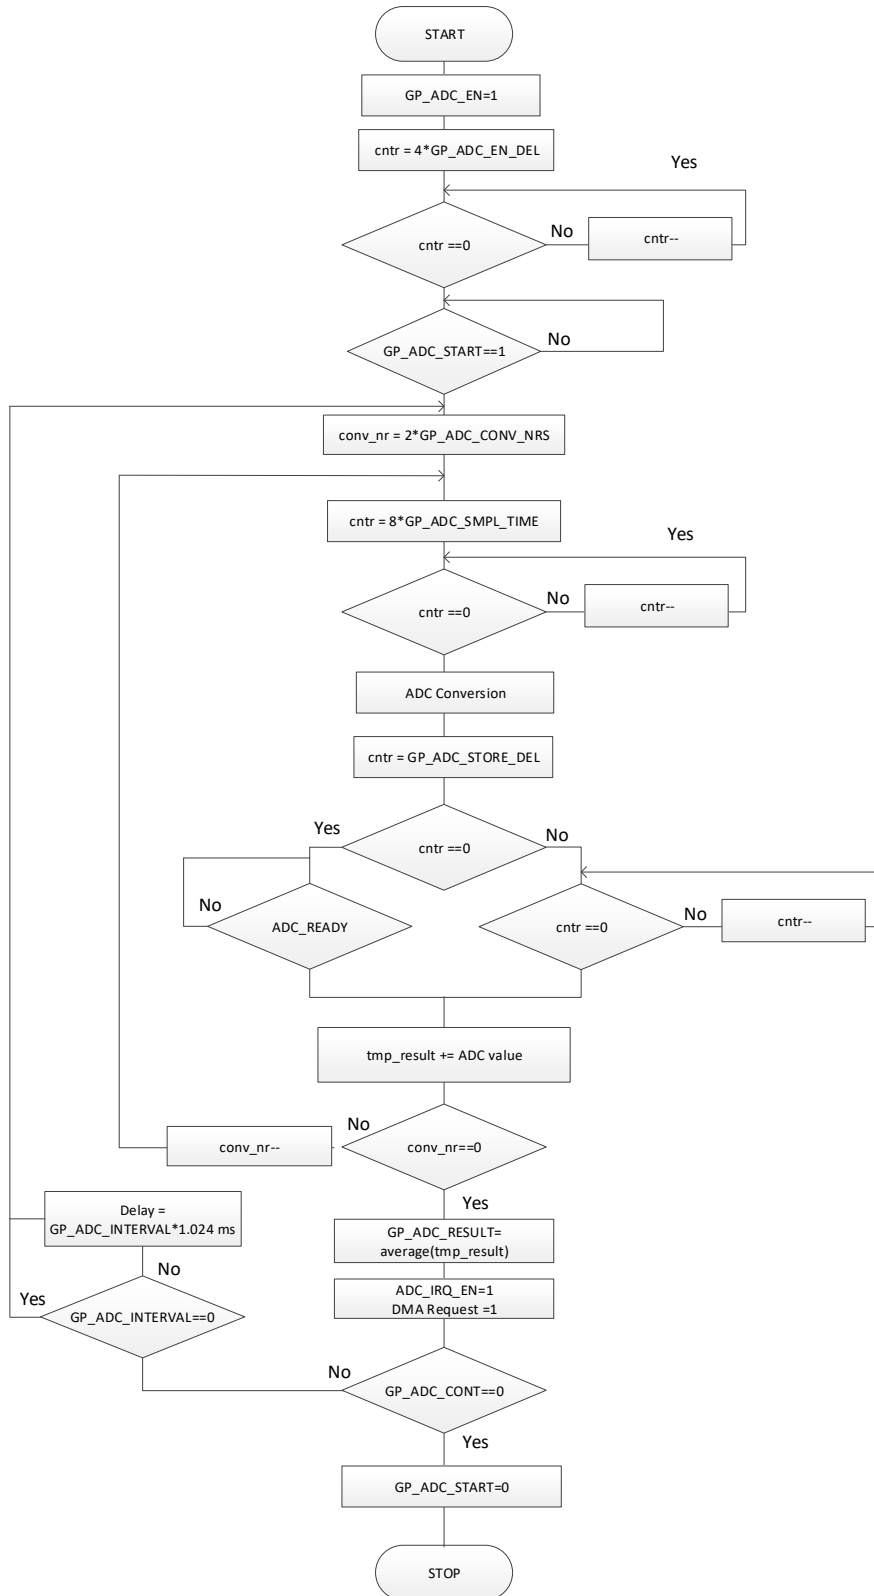 START
GP_ADC_EN=1
cntr = 4*GP_ADC_EN_DEL
Yes
cntr ==0
No
cntr--
GP_ADC_START==1
No
conv_nr = 2*GP_ADC_CONV_NRS
cntr = 8*GP_ADC_SMPL_TIME
Yes
cntr ==0
No
cntr--
ADC Conversion
cntr = GP_ADC_STORE_DEL
Yes
cntr ==0
No
No
ADC_READY
cntr ==0
No
cntr--
tmp_result += ADC value
conv_nr--
No
conv_nr==0
Yes
Delay =
GP_ADC_INTERVAL*1.024 ms
GP_ADC_RESULT=
average(tmp_result)
No
Yes
GP_ADC_INTERVAL==0
ADC_IRQ_EN=1
DMA Request =1
No
GP_ADC_CONT==0
Yes
GP_ADC_START=0
STOP